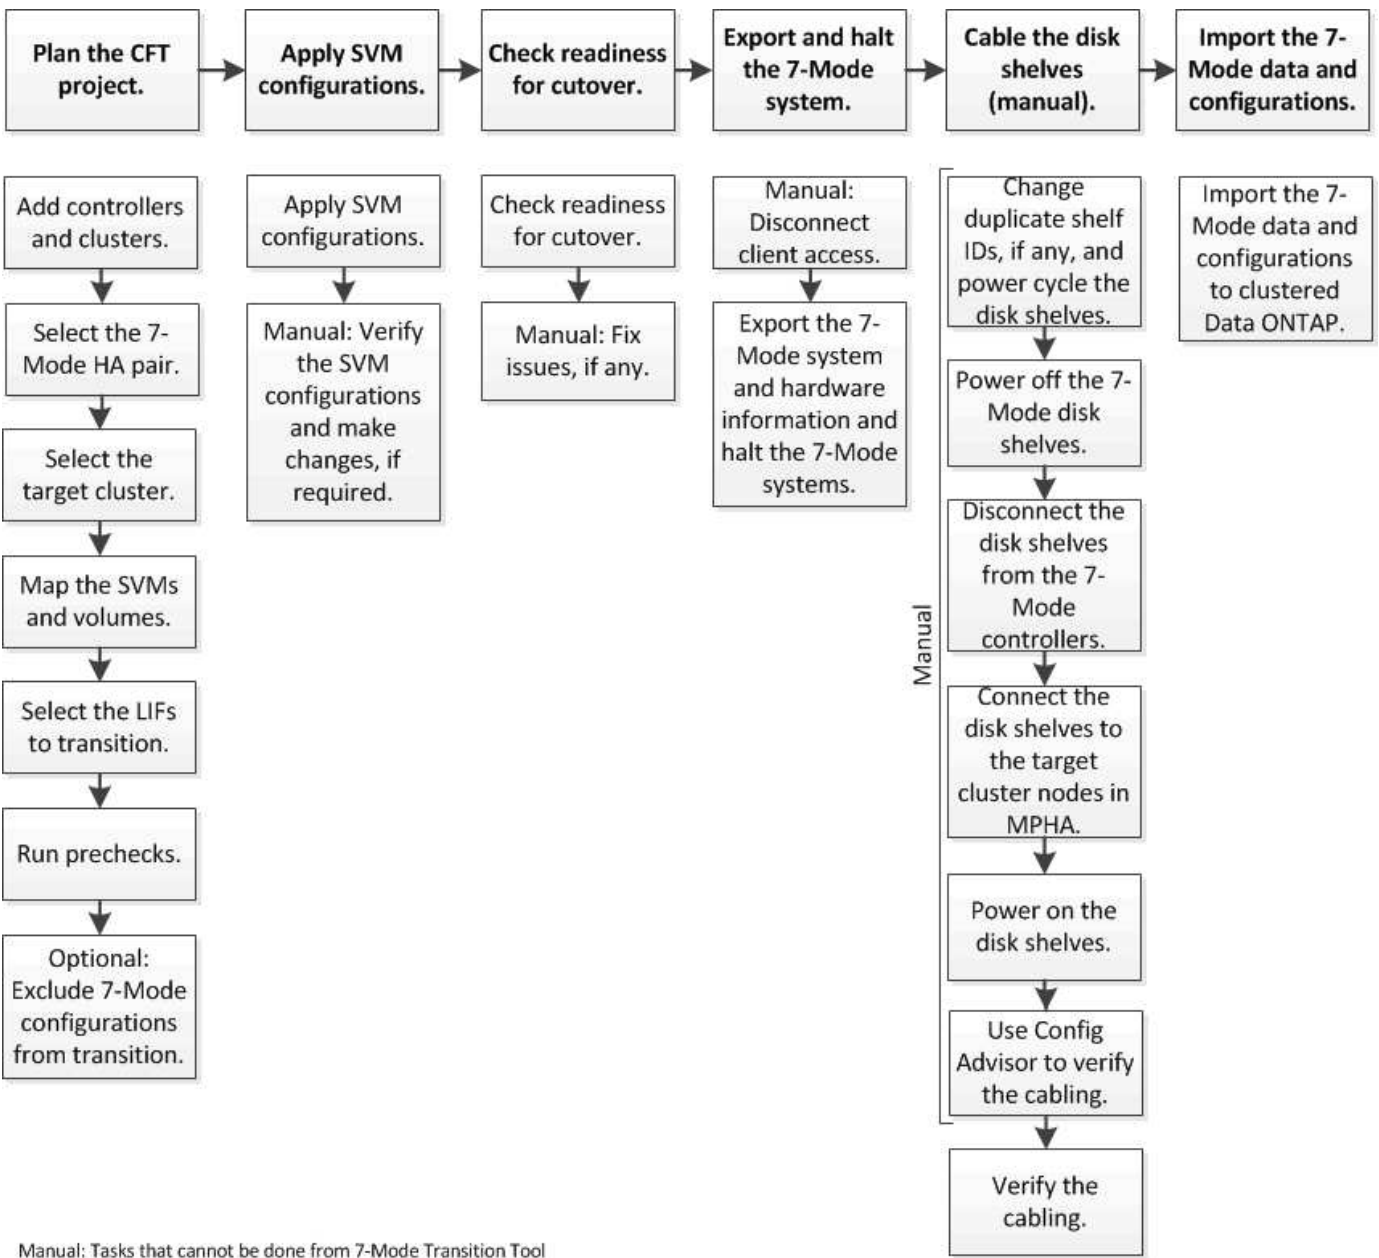 Plan the CFT
project.
Apply SVM
configurations.
Check readiness
for cutover.
Export and halt
the 7-Mode
system.
Cable the disk
shelves
(manual).
Import the 7-
Mode data and
configurations.
Add controllers
and clusters.
Select the 7-
Mode HA pair.
Select the
target cluster.
Map the SVMs
and volumes.
Select the LIFs
to transition.
Run prechecks.
Optional:
Exclude 7-Mode
configurations
from transition.
Apply SVM
configurations.
Manual: Verify
the SVM
configurations
and make
changes, if
required.
Check readiness
for cutover.
Manual: Fix
issues, if any.
Manual:
Disconnect
client access.
Export the 7-
Mode system
and hardware
information and
halt the 7-Mode
systems.
Manual
Change
duplicate shelf
IDs, if any, and
power cycle the
disk shelves.
Power off the 7-
Mode disk
shelves.
Disconnect the
disk shelves
from the 7-
Mode
controllers.
Connect the
disk shelves to
the target
cluster nodes in
MPHA.
Power on the
disk shelves.
Use Config
Advisor to verify
the cabling.
Verify the
cabling.
Import the 7-
Mode data and
configurations
to clustered
Data ONTAP.
Manual: Tasks that cannot be done from 7-Mode Transition Tool